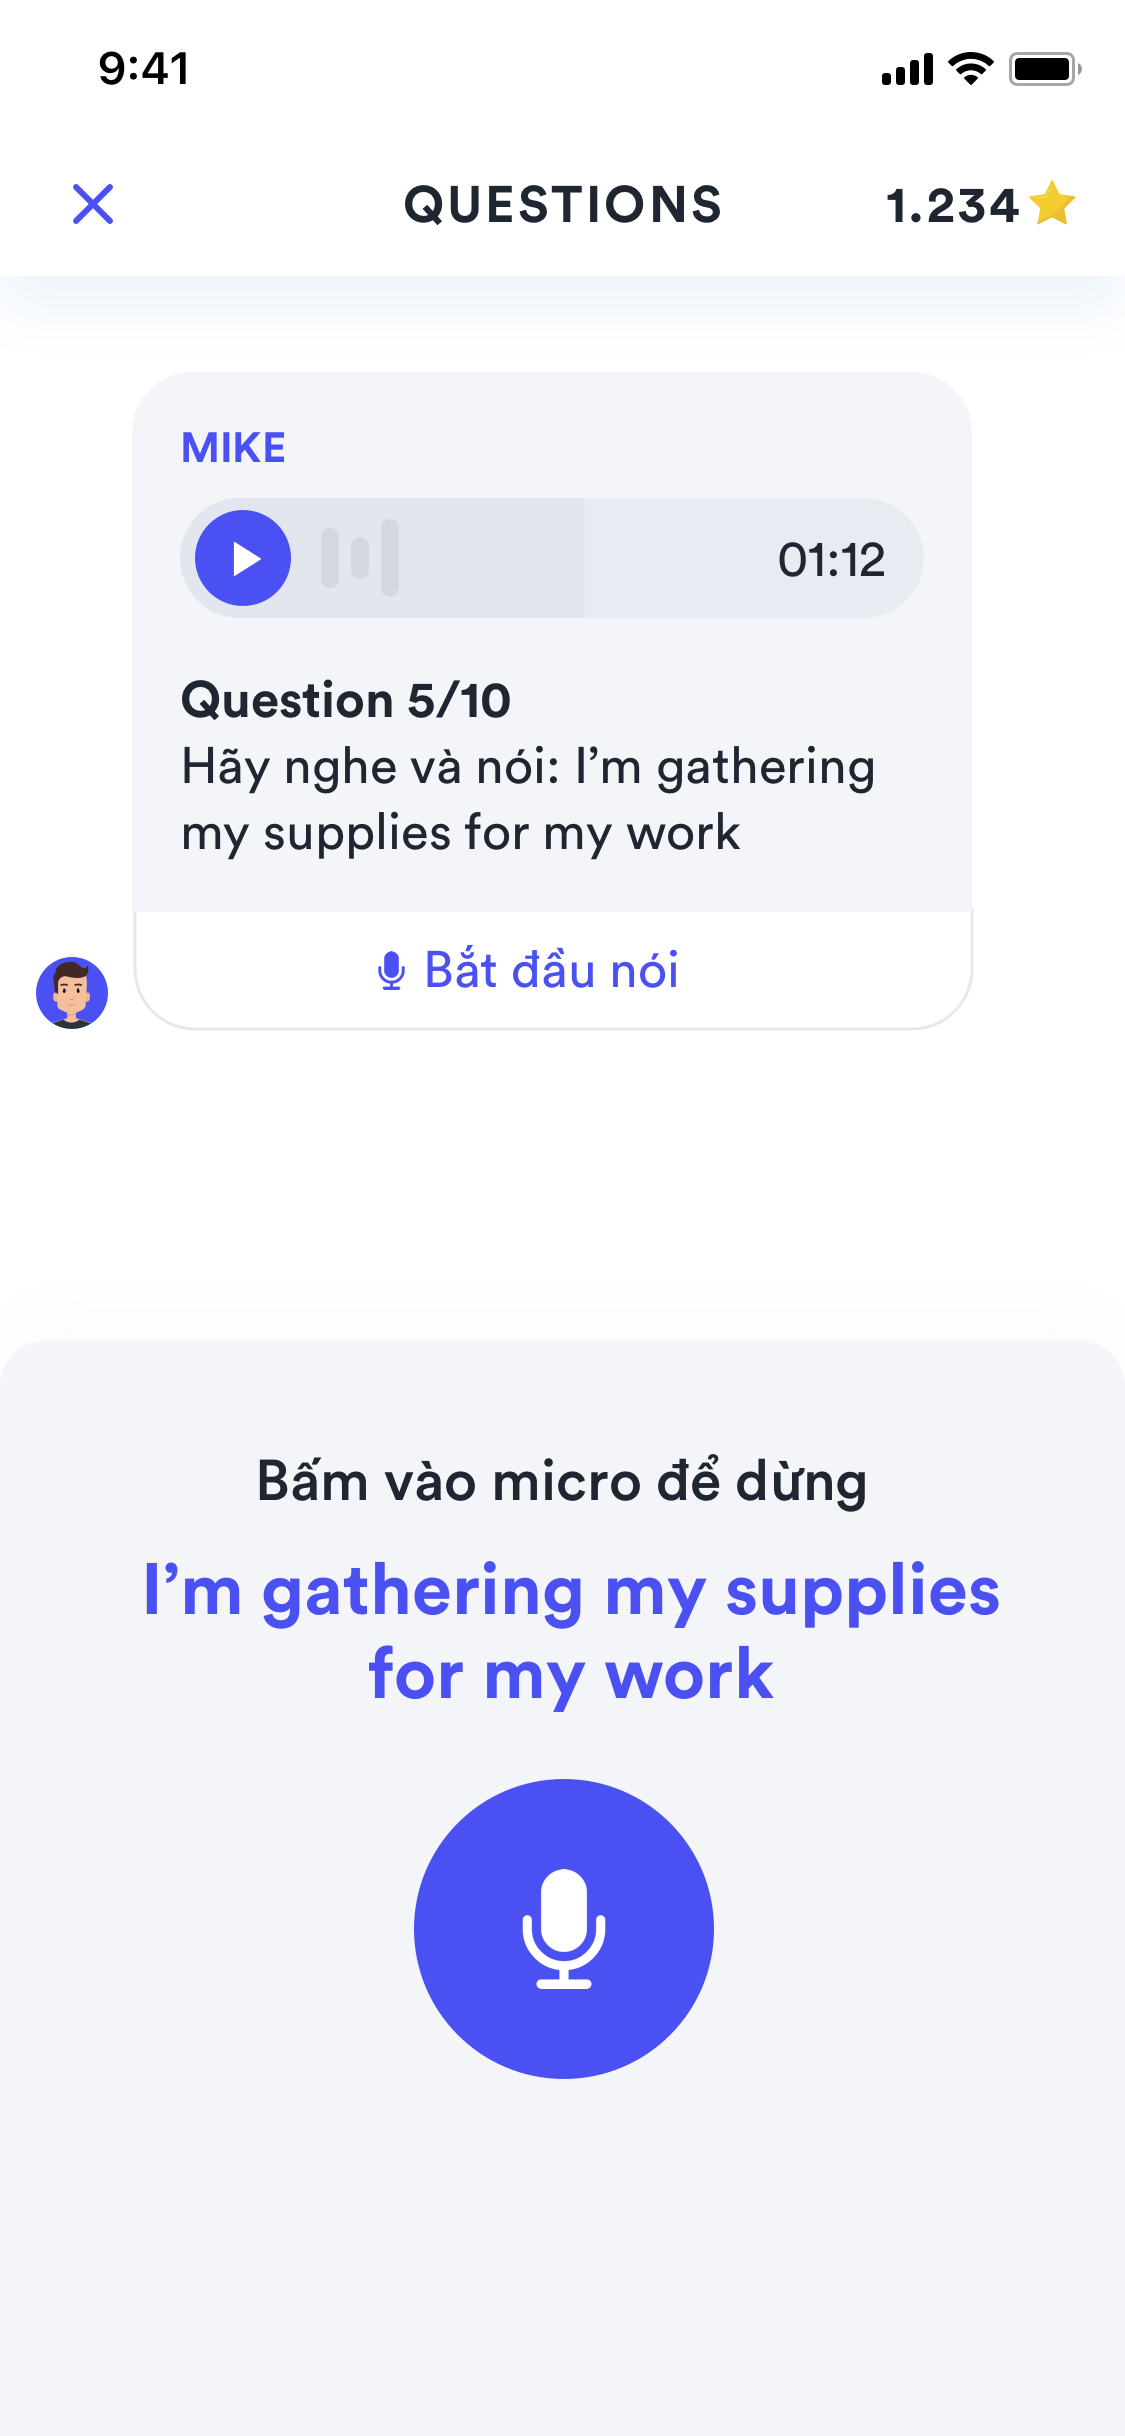 9:41
QUESTIONS
1.234
MIKE
01:12
Question 5/10
Hãy nghe và nói: I’m gathering
my supplies for my work
Bắt đầu nói
Bấm vào micro để dừng
I’m gathering my supplies
for my work